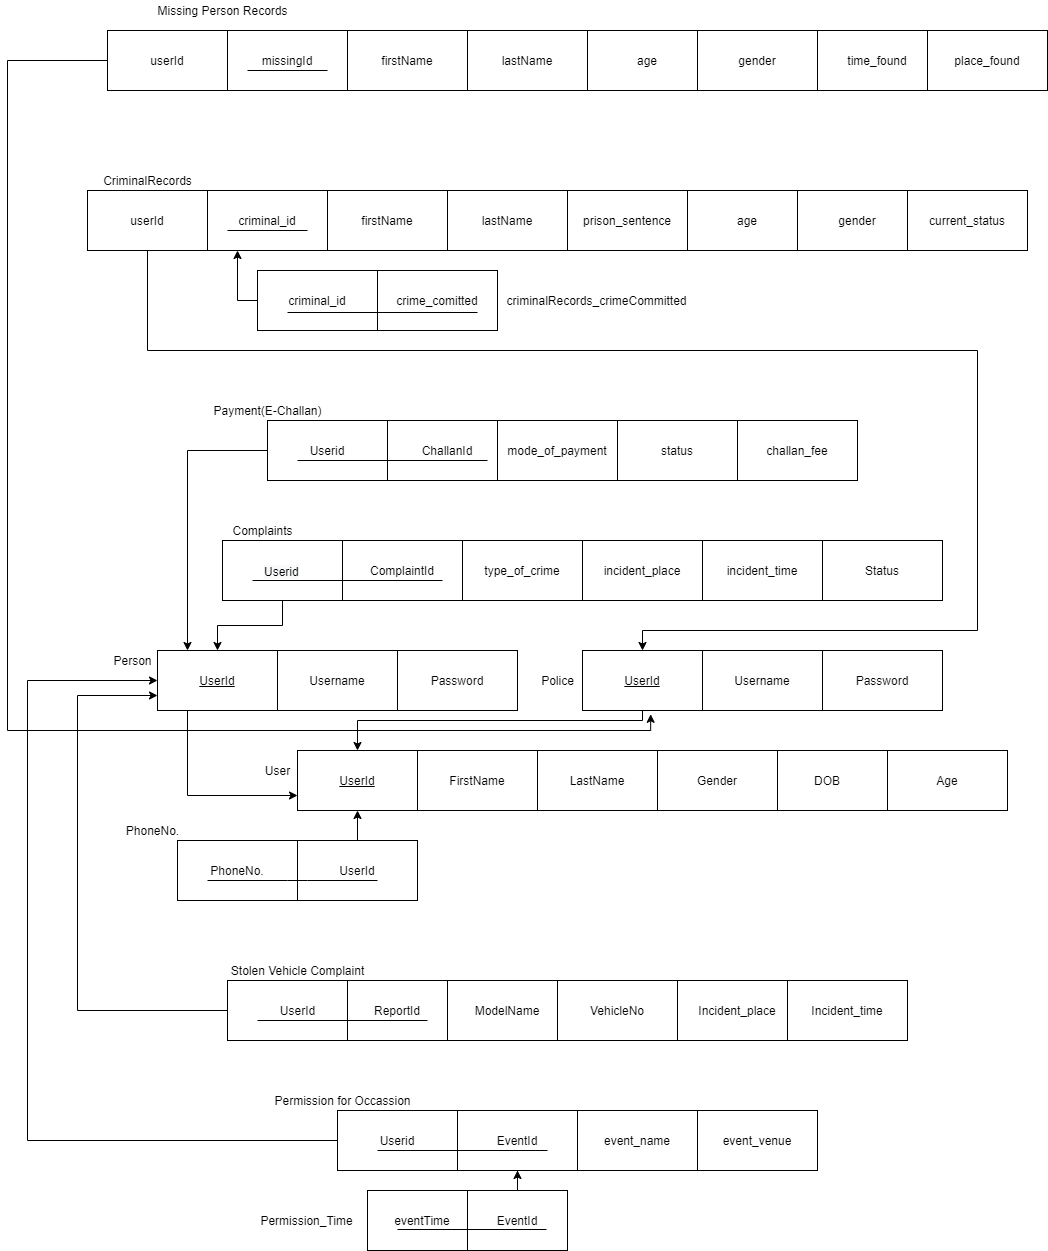 Missing Person Records
userId missingId firstName lastName age gender time_found place_found
CriminalRecords
userId criminal_id firstName lastName prison_sentence age gender current_status
criminal_id crime_comitted criminalRecords_crimeCommitted
Payment(E-Challan)
Userid ChallanId mode_of_payment status challan_fee
Complaints
Userid ComplaintId type_of_crime incident_place incident_time Status
Person UserId Username Password Police UserId Username Password
User UserId FirstName LastName Gender DOB Age
PhoneNo.
PhoneNo. UserId
Stolen Vehicle Complaint
UserId ReportId ModelName VehicleNo Incident_place Incident_time
Permission for Occassion
Userid EventId event_name event_venue
Permission_Time eventTime EventId